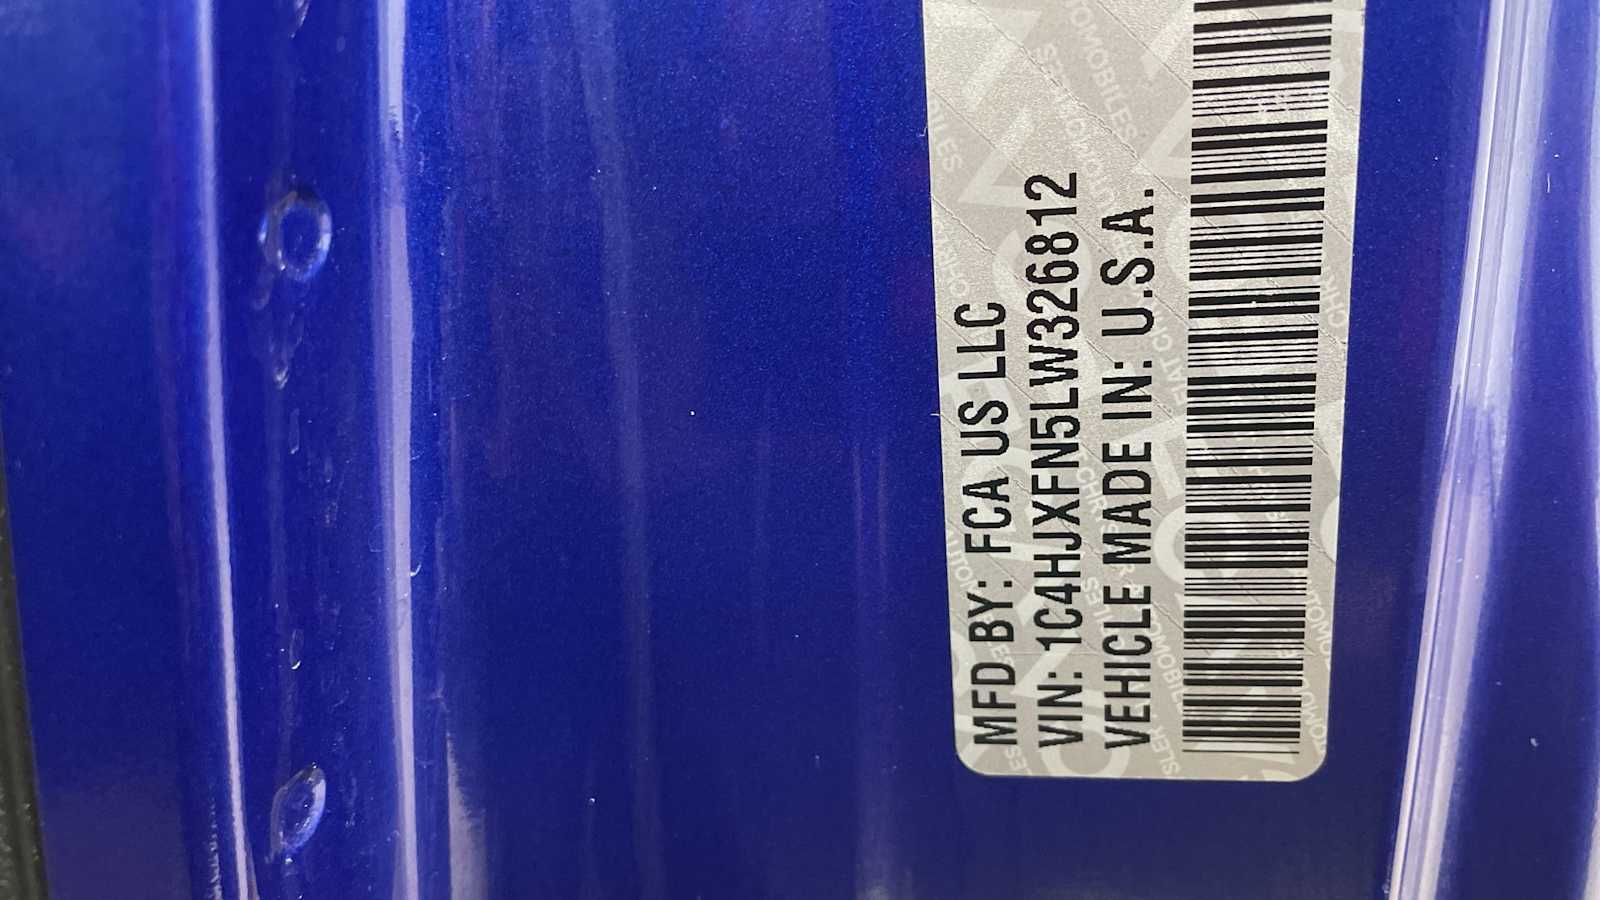 MFD BY: FCA US LLC
VIN: 1C4HJXFN5LW326812
VEHICLE MADE IN: U.S.A.